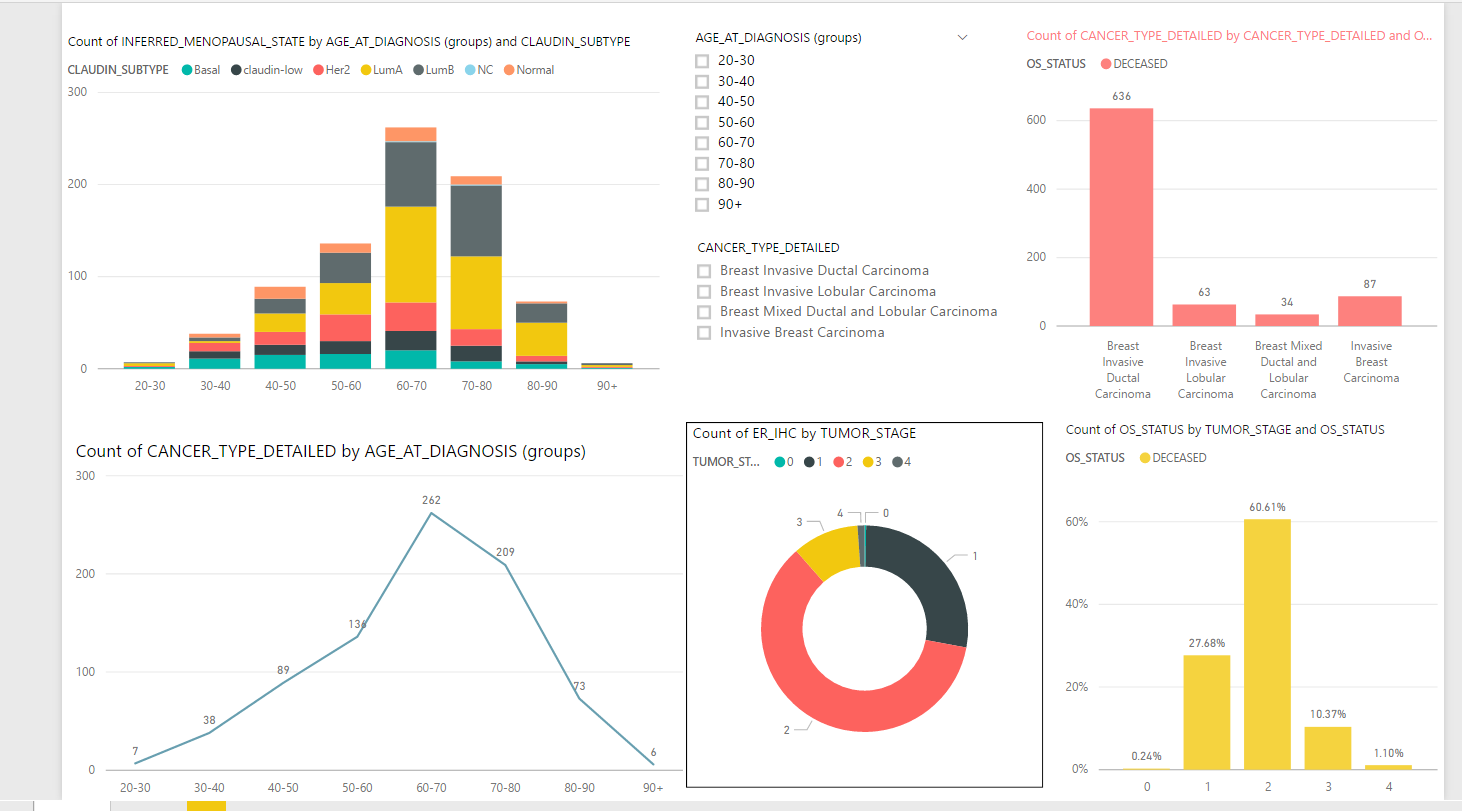 Count of INFERRED_MENOPAUSAL_STATE by AGE_AT_DIAGNOSIS (groups) and CLAUDIN_SUBTYPE
CLAUDIN_SUBTYPE Basal claudin-low Her2 LumA LumB NC Normal
300
200
100
0
20-30 30-40 40-50 50-60 60-70 70-80 80-90 90+
AGE_AT_DIAGNOSIS (groups)
20-30
30-40
40-50
50-60
60-70
70-80
80-90
90+
CANCER_TYPE_DETAILED
Breast Invasive Ductal Carcinoma
Breast Invasive Lobular Carcinoma
Breast Mixed Ductal and Lobular Carcinoma
Invasive Breast Carcinoma
Count of CANCER_TYPE_DETAILED by CANCER_TYPE_DETAILED and O...
OS_STATUS DECEASED
600
400
200
0
636
63
34
87
Breast
Invasive
Ductal
Carcinoma
Breast
Invasive
Lobular
Carcinoma
Breast Mixed
Ductal and
Lobular
Carcinoma
Invasive
Breast
Carcinoma
Count of CANCER_TYPE_DETAILED by AGE_AT_DIAGNOSIS (groups)
300
200
100
0
7
38
89
136
262
209
73
6
20-30 30-40 40-50 50-60 60-70 70-80 80-90 90+
Count of ER_IHC by TUMOR_STAGE
TUMOR_ST... 0 1 2 3 4
4
0
3
1
2
Count of OS_STATUS by TUMOR_STAGE and OS_STATUS
OS_STATUS DECEASED
60%
40%
20%
0%
0.24%
27.68%
60.61%
10.37%
1.10%
0 1 2 3 4